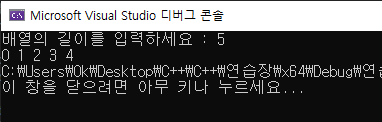 Microsoft Visual Studio 디버그 콘솔
배열의 길이를 입력하세요 : 5
0 1 2 3 4
C:₩Users₩Ok₩Desktop₩C++₩C++₩연습장₩x64₩Debug₩연습
이 창을 닫으려면 아무 키나 누르세요...